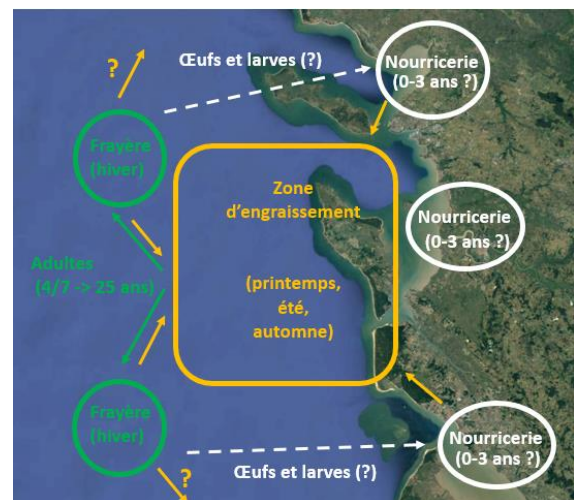 ?
Œufs et larves (?)
Nourricerie
(0-3 ans ?)
Frayère
(hiver)
Zone
d'engraissement
(printemps,
été,
automne)
Nourricerie
(0-3 ans ?)
Adultes
(4/7 -> 25 ans)
Frayère
(hiver)
Nourricerie
(0-3 ans ?)
?
Œufs et larves (?)